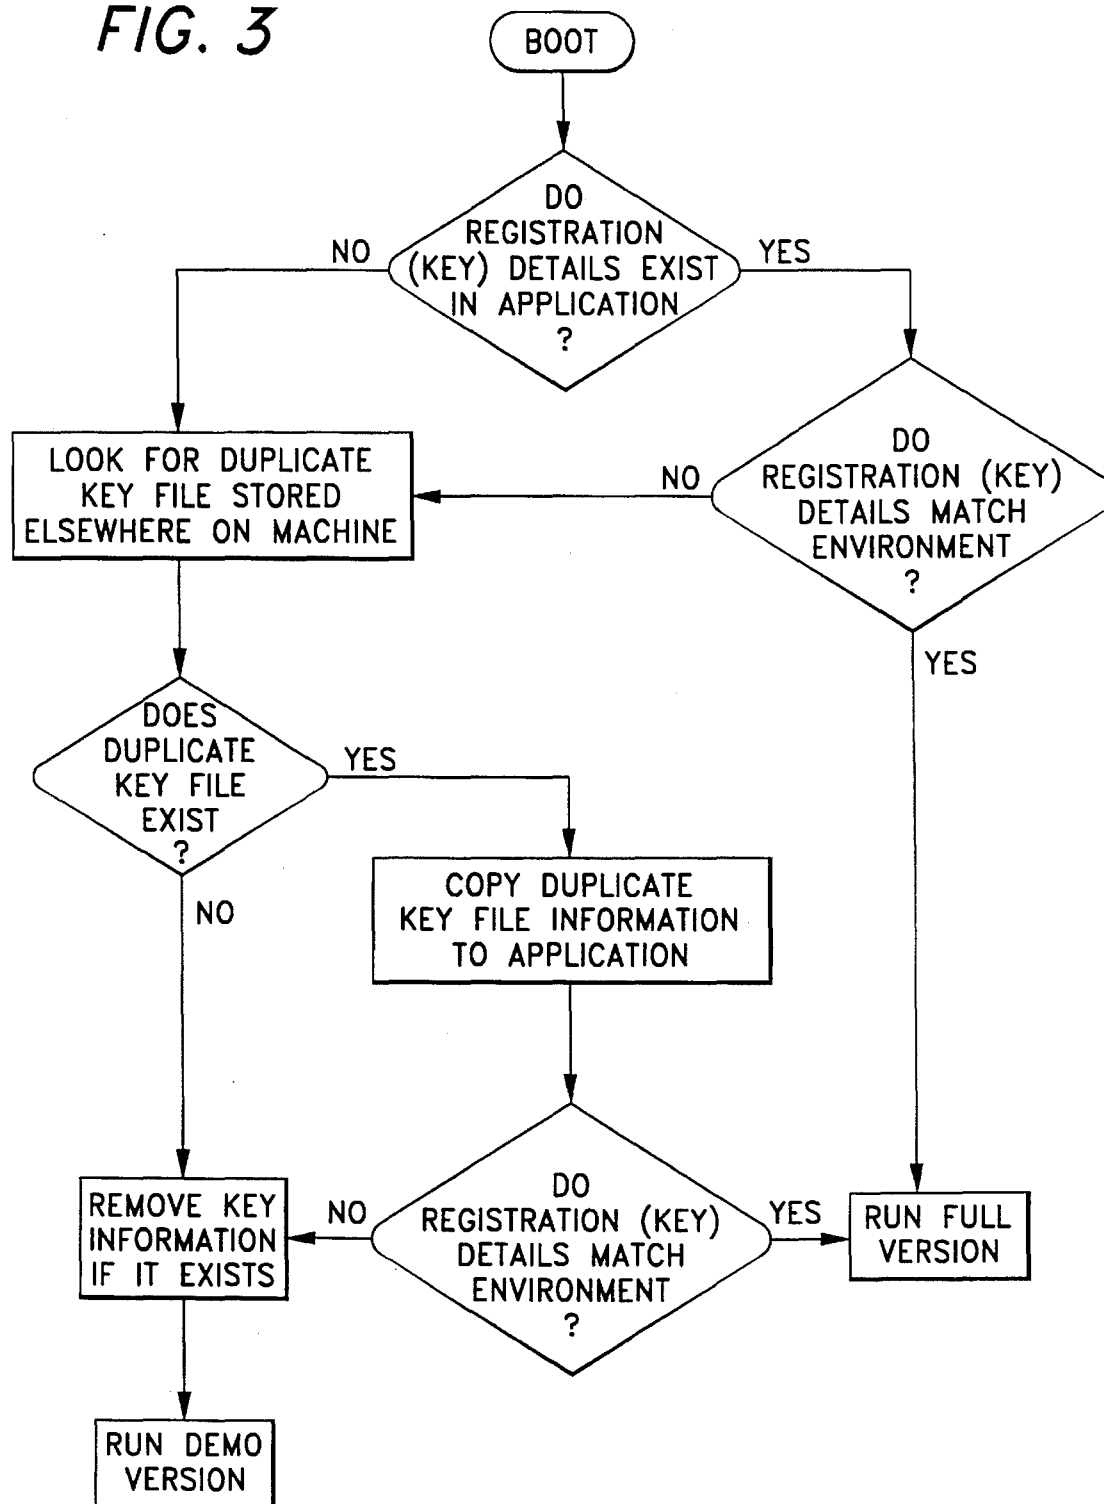 FIG. 3
BOOT
DO
REGISTRATION
(KEY) DETAILS EXIST
IN APPLICATION
?
NO
YES
LOOK FOR DUPLICATE
KEY FILE STORED
ELSEWHERE ON MACHINE
NO
DO
REGISTRATION (KEY)
DETAILS MATCH
ENVIRONMENT
?
YES
DOES
DUPLICATE
KEY FILE
EXIST
?
YES
NO
COPY DUPLICATE
KEY FILE INFORMATION
TO APPLICATION
REMOVE KEY
INFORMATION
IF IT EXISTS
NO
DO
REGISTRATION (KEY)
DETAILS MATCH
ENVIRONMENT
?
YES
RUN FULL
VERSION
RUN DEMO
VERSION